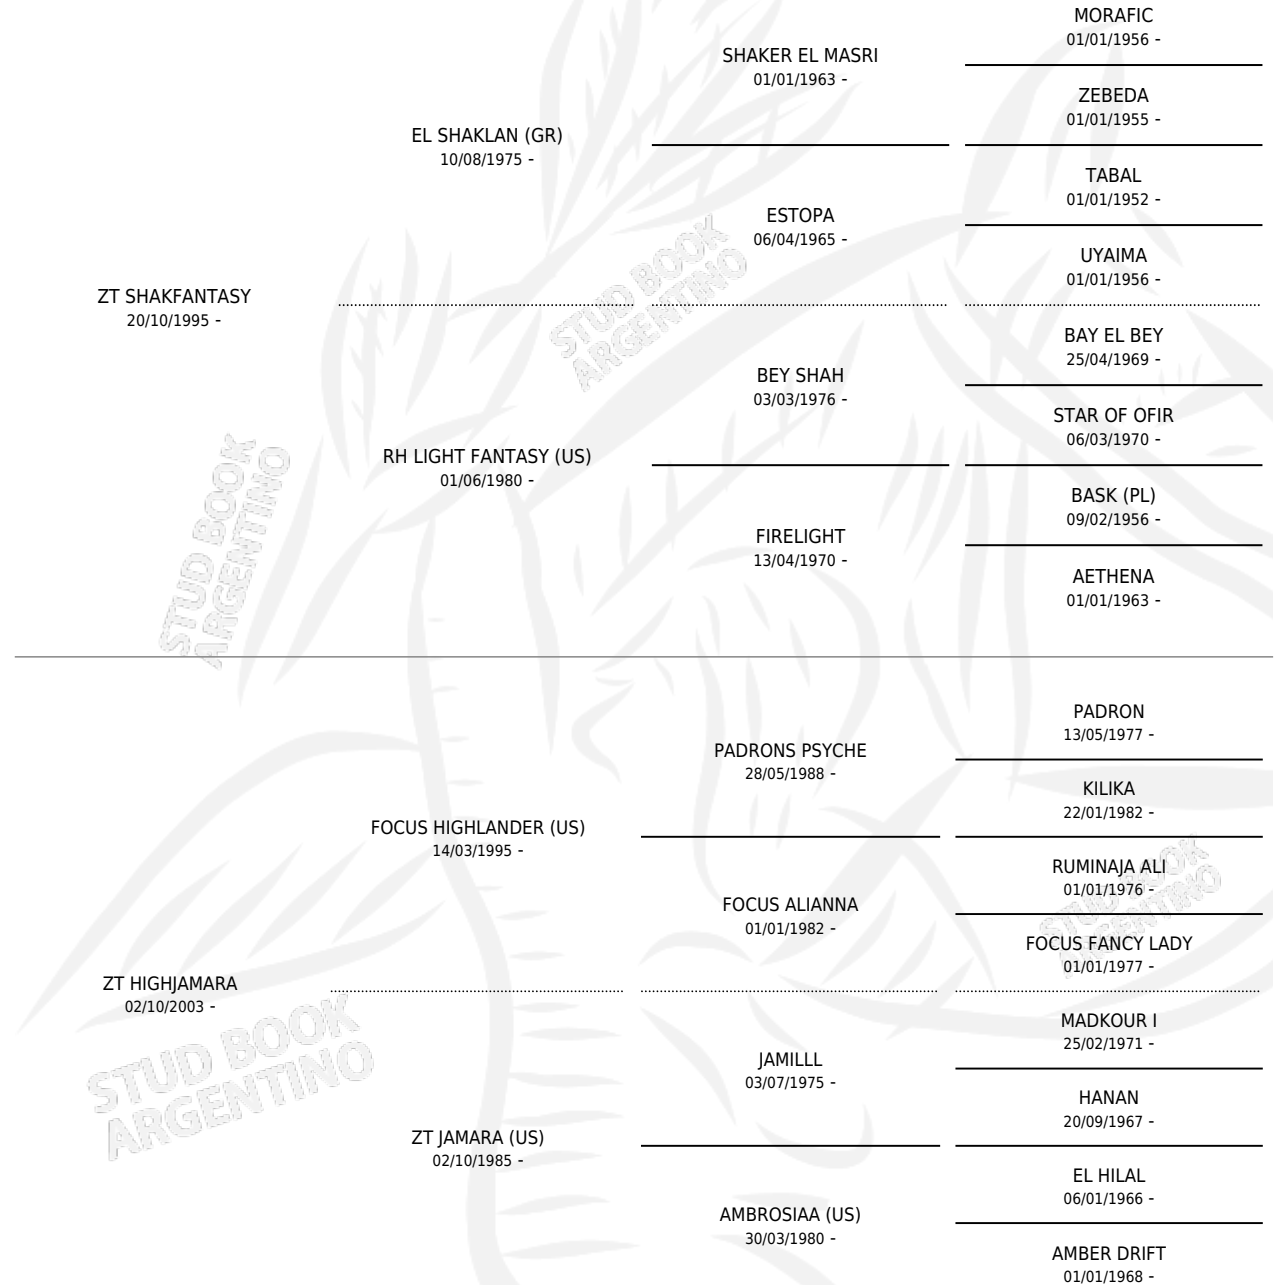 MORAFIC
01/01/1956 -
SHAKER EL MASRI
01/01/1963 -
ZEBEDA
01/01/1955 -
EL SHAKLAN (GR)
10/08/1975 -
TABAL
01/01/1952 -
ESTOPA
06/04/1965 -
UYAIMA
01/01/1956 -
ZT SHAKFANTASY
20/10/1995 -
STUD BOOK
ARGENTINO
BAY EL BEY
25/04/1969 -
BEY SHAH
03/03/1976 -
STAR OF OFIR
06/03/1970 -
RH LIGHT FANTASY (US)
01/06/1980 -
BASK (PL)
09/02/1956 -
FIRELIGHT
13/04/1970 -
AETHENA
01/01/1963 -
STUD BOOK
ARGENTINO
PADRON
13/05/1977 -
PADRONS PSYCHE
28/05/1988 -
KILIKA
22/01/1982 -
FOCUS HIGHLANDER (US)
14/03/1995 -
RUMINAJA ALI
01/01/1976 -
FOCUS ALIANNA
01/01/1982 -
FOCUS FANCY LADY
01/01/1977 -
STUD BOOK
ARGENTINO
ZT HIGHJAMARA
02/10/2003 -
MADKOUR I
25/02/1971 -
JAMILLL
03/07/1975 -
HANAN
20/09/1967 -
STUD BOOK
ARGENTINO
ZT JAMARA (US)
02/10/1985 -
EL HILAL
06/01/1966 -
AMBROSIAA (US)
30/03/1980 -
AMBER DRIFT
01/01/1968 -